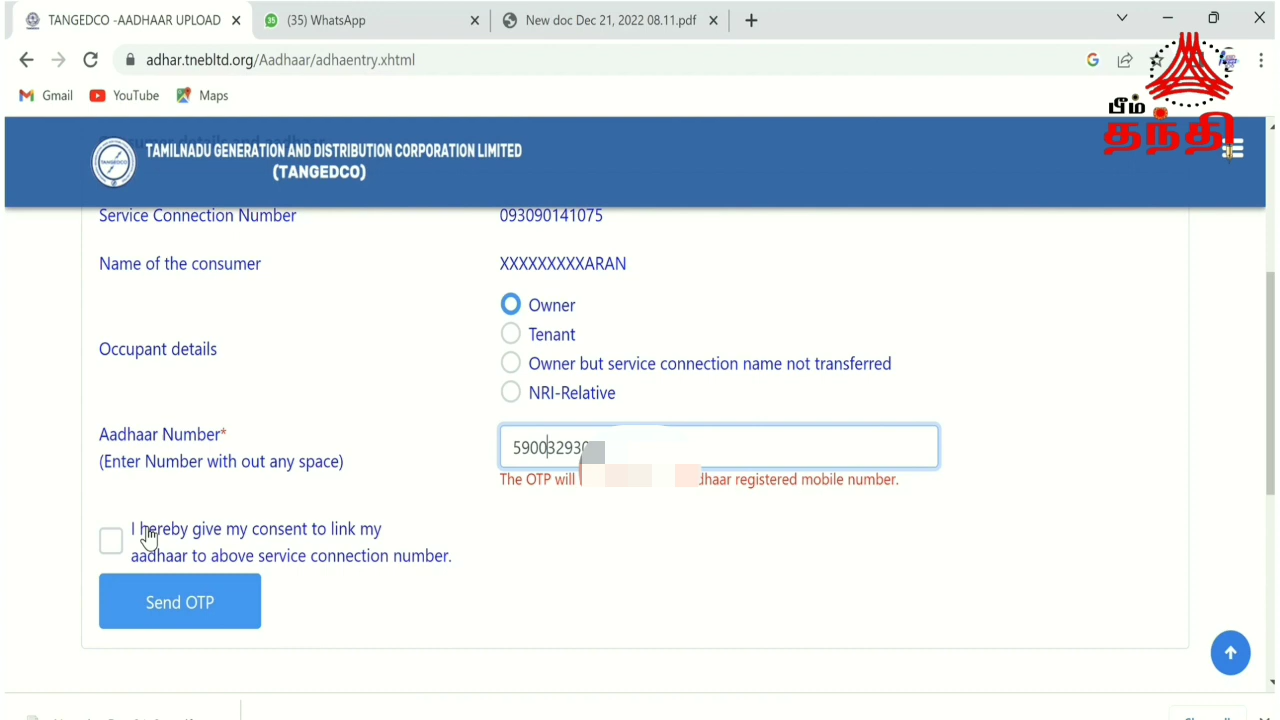 TANGEDCO -AADHAAR UPLOAD
(35) WhatsApp
New doc Dec 21, 2022 08.11.pdf
adhar.tnebltd.org/Aadhaar/adhaentry.xhtml
Gmail
YouTube
Maps
பீம்
தந்தி
TAMILNADU GENERATION AND DISTRIBUTION CORPORATION LIMITED
(TANGEDCO)
TANGEDCO
Service Connection Number 093090141075
Name of the consumer XXXXXXXXXARAN
Occupant details
Owner
Tenant
Owner but service connection name not transferred
NRI-Relative
Aadhaar Number*
(Enter Number with out any space)
59003293
The OTP will dhaar registered mobile number.
I hereby give my consent to link my
aadhaar to above service connection number.
Send OTP